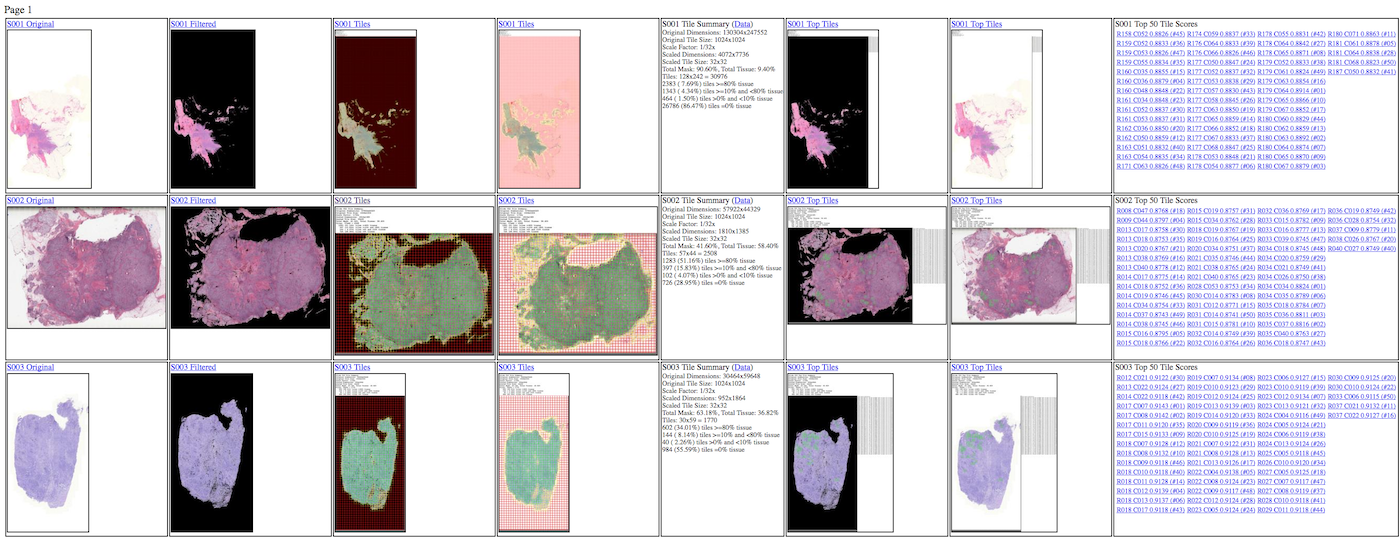 Page 1
S001 Original
S001 Filtered
S001 Tiles
S001 Tiles
S001 Tile Summary (Data)
Original Dimensions: 130304x247552
Original Tile Size: 1024x1024
Scale Factor: 1/32x
Scaled Dimensions: 4072x7736
Scaled Tile Size: 32x32
Total Mask: 90.60%, Total Tissue: 9.40%
Tiles: 128x242 = 30976
2383 ( 7.69%) tiles >=80% tissue
1343 ( 4.34%) tiles >=10% and <80% tissue
464 ( 1.50%) tiles >0% and <10% tissue
26786 (86.47%) tiles =0% tissue
S001 Top Tiles
S001 Top Tiles
S001 Top 50 Tile Scores
R158 C052 0.8826 (#45) R174 C059 0.8837 (#33) R178 C055 0.8831 (#42) R180 C071 0.8863 (#11)
R159 C052 0.8833 (#36) R176 C066 0.8839 (#26) R178 C064 0.8842 (#27) R181 C061 0.8878 (#05)
R159 C053 0.8826 (#47) R176 C066 0.8826 (#46) R178 C071 0.8871 (#08) R181 C064 0.8838 (#28)
R159 C059 0.8834 (#35) R177 C050 0.8847 (#24) R179 C052 0.8833 (#38) R181 C068 0.8823 (#50)
R160 C035 0.8855 (#15) R177 C052 0.8837 (#32) R179 C061 0.8824 (#49) R187 C050 0.8832 (#41)
R160 C036 0.8879 (#04) R177 C053 0.8838 (#29) R179 C063 0.8854 (#16)
R160 C048 0.8848 (#22) R177 C057 0.8830 (#43) R179 C064 0.8914 (#01)
R161 C034 0.8848 (#23) R177 C058 0.8845 (#26) R179 C065 0.8866 (#10)
R161 C052 0.8837 (#30) R177 C063 0.8850 (#19) R179 C067 0.8852 (#17)
R161 C053 0.8837 (#31) R177 C065 0.8859 (#14) R180 C060 0.8829 (#44)
R162 C036 0.8850 (#20) R177 C066 0.8852 (#18) R180 C062 0.8859 (#13)
R162 C050 0.8859 (#12) R177 C067 0.8833 (#37) R180 C063 0.8892 (#02)
R163 C051 0.8832 (#40) R177 C068 0.8847 (#25) R180 C064 0.8874 (#07)
R163 C054 0.8835 (#34) R178 C053 0.8848 (#21) R180 C065 0.8870 (#09)
R171 C063 0.8826 (#48) R178 C054 0.8877 (#06) R180 C067 0.8879 (#03)
S002 Original
S002 Filtered
S002 Tiles
S002 Tiles
S002 Tile Summary (Data)
Original Dimensions: 57922x44329
Original Tile Size: 1024x1024
Scale Factor: 1/32x
Scaled Dimensions: 1810x1385
Scaled Tile Size: 32x32
Total Mask: 41.60%, Total Tissue: 58.40%
Tiles: 57x44 = 2508
1283 (51.16%) tiles >=80% tissue
397 (15.83%) tiles >=10% and <80% tissue
102 ( 4.07%) tiles >0% and <10% tissue
726 (28.95%) tiles =0% tissue
S002 Top Tiles
S002 Top Tiles
S002 Top 50 Tile Scores
R008 C047 0.8768 (#18) R015 C019 0.8757 (#31) R032 C036 0.8769 (#17) R036 C019 0.8749 (#42)
R009 C044 0.8797 (#04) R015 C034 0.8762 (#28) R033 C015 0.8782 (#09) R036 C028 0.8754 (#32)
R013 C017 0.8758 (#30) R018 C019 0.8767 (#19) R033 C016 0.8777 (#13) R037 C009 0.8779 (#11)
R013 C018 0.8753 (#35) R019 C016 0.8764 (#25) R033 C039 0.8745 (#47) R038 C026 0.8767 (#20)
R013 C020 0.8767 (#21) R020 C034 0.8751 (#37) R034 C018 0.8745 (#48) R040 C027 0.8749 (#40)
R013 C038 0.8769 (#16) R021 C035 0.8746 (#44) R034 C020 0.8759 (#29)
R013 C040 0.8778 (#12) R021 C038 0.8765 (#24) R034 C021 0.8749 (#41)
R014 C017 0.8775 (#14) R021 C040 0.8765 (#23) R034 C026 0.8750 (#38)
R014 C018 0.8752 (#36) R028 C053 0.8753 (#34) R034 C034 0.8824 (#01)
R014 C019 0.8746 (#45) R030 C014 0.8783 (#08) R034 C035 0.8789 (#06)
R014 C034 0.8754 (#33) R031 C012 0.8771 (#15) R035 C018 0.8784 (#07)
R014 C037 0.8743 (#49) R031 C014 0.8741 (#50) R035 C036 0.8811 (#03)
R014 C038 0.8745 (#46) R031 C015 0.8781 (#10) R035 C037 0.8816 (#02)
R015 C016 0.8795 (#05) R032 C014 0.8749 (#39) R035 C040 0.8763 (#27)
R015 C018 0.8766 (#22) R032 C016 0.8764 (#26) R036 C018 0.8747 (#43)
S003 Original
S003 Filtered
S003 Tiles
S003 Tiles
S003 Tile Summary (Data)
Original Dimensions: 30464x59648
Original Tile Size: 1024x1024
Scale Factor: 1/32x
Scaled Dimensions: 952x1864
Scaled Tile Size: 32x32
Total Mask: 63.18%, Total Tissue: 36.82%
Tiles: 30x59 = 1770
602 (34.01%) tiles >=80% tissue
144 ( 8.14%) tiles >=10% and <80% tissue
40 ( 2.26%) tiles >0% and <10% tissue
984 (55.59%) tiles =0% tissue
S003 Top Tiles
S003 Top Tiles
S003 Top 50 Tile Scores
R012 C021 0.9122 (#30) R019 C007 0.9134 (#08) R023 C006 0.9127 (#15) R030 C009 0.9125 (#20)
R013 C022 0.9124 (#27) R019 C010 0.9123 (#29) R023 C010 0.9119 (#39) R030 C010 0.9124 (#22)
R014 C022 0.9118 (#42) R019 C012 0.9124 (#25) R023 C012 0.9134 (#07) R033 C006 0.9115 (#50)
R017 C007 0.9143 (#01) R019 C013 0.9139 (#03) R023 C013 0.9121 (#32) R037 C021 0.9132 (#11)
R017 C008 0.9142 (#02) R019 C014 0.9120 (#33) R024 C004 0.9116 (#49) R037 C022 0.9127 (#16)
R017 C011 0.9120 (#35) R020 C009 0.9119 (#36) R024 C005 0.9124 (#21)
R017 C015 0.9133 (#09) R020 C010 0.9125 (#19) R024 C006 0.9119 (#38)
R018 C007 0.9128 (#12) R021 C007 0.9122 (#31) R024 C013 0.9124 (#26)
R018 C008 0.9132 (#10) R021 C008 0.9128 (#13) R025 C005 0.9118 (#45)
R018 C009 0.9118 (#46) R021 C013 0.9126 (#17) R026 C010 0.9120 (#34)
R018 C010 0.9118 (#40) R022 C004 0.9138 (#05) R027 C005 0.9125 (#18)
R018 C011 0.9128 (#14) R022 C008 0.9124 (#23) R027 C007 0.9117 (#47)
R018 C012 0.9139 (#04) R022 C009 0.9117 (#48) R027 C008 0.9119 (#37)
R018 C013 0.9137 (#06) R022 C012 0.9124 (#28) R028 C010 0.9118 (#41)
R018 C017 0.9118 (#43) R023 C005 0.9124 (#24) R029 C011 0.9118 (#44)